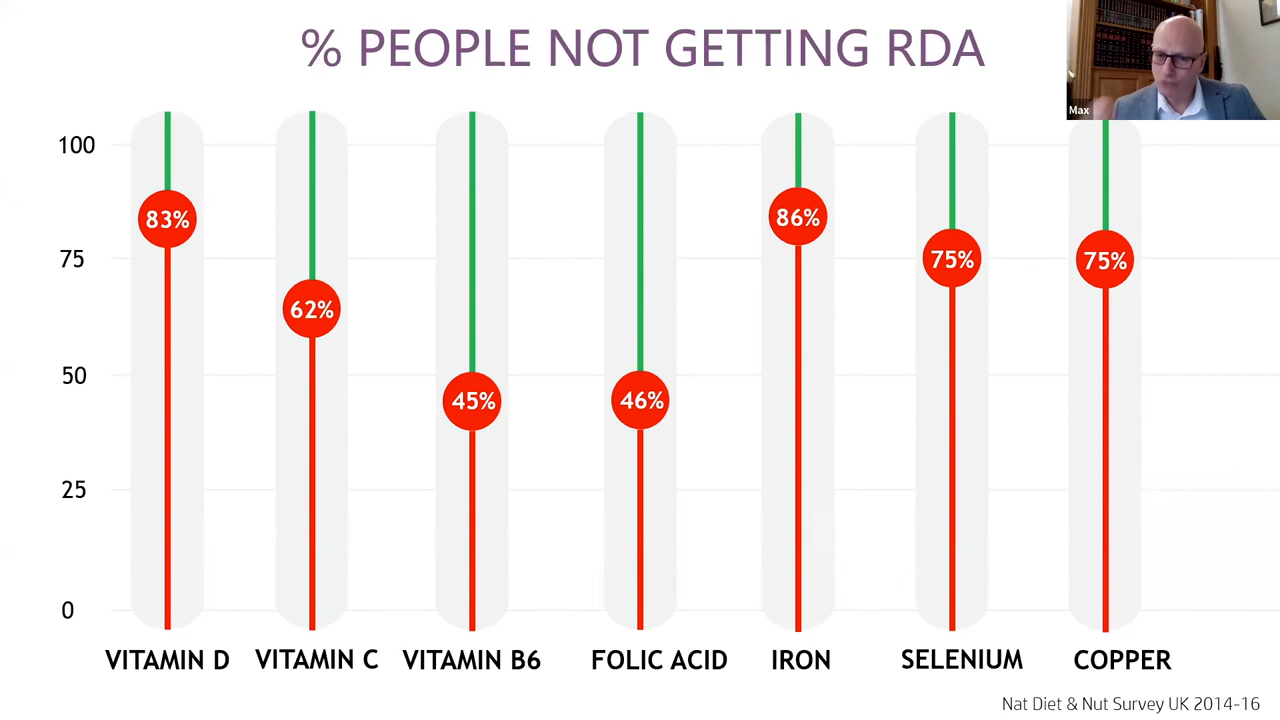 % PEOPLE NOT GETTING RDA
Max
100
75
50
25
0
83%
62%
45%
46%
86%
75%
75%
VITAMIN D
VITAMIN C
VITAMIN B6
FOLIC ACID
IRON
SELENIUM
COPPER
Nat Diet & Nut Survey UK 2014-16